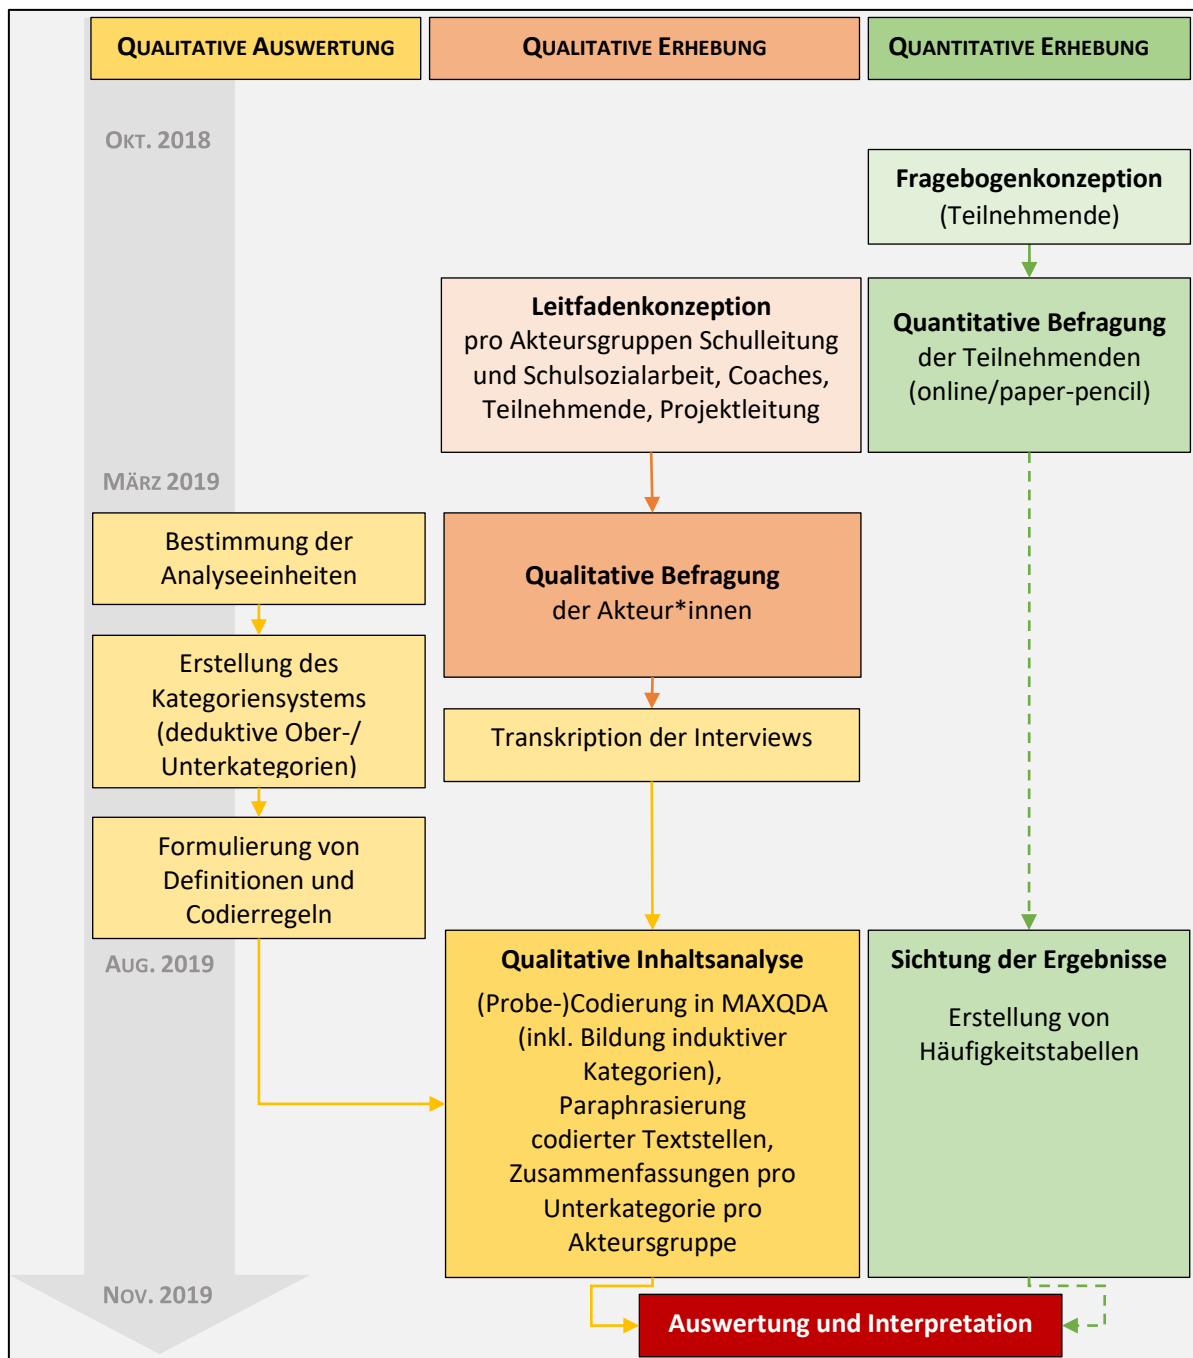 QUALITATIVE AUSWERTUNG
QUALITATIVE ERHEBUNG
QUANTITATIVE ERHEBUNG
OKT. 2018
Fragebogenkonzeption
(Teilnehmende)
Leitfadenkonzeption
pro Akteursgruppen Schulleitung
und Schulsozialarbeit, Coaches,
Teilnehmende, Projektleitung
Quantitative Befragung
der Teilnehmenden
(online/paper-pencil)
MÄRZ 2019
Bestimmung der
Analyseeinheiten
Qualitative Befragung
der Akteur*innen
Erstellung des
Kategoriensystems
(deduktive Ober-/
Unterkategorien)
Transkription der Interviews
Formulierung von
Definitionen und
Codierregeln
AUG. 2019
Qualitative Inhaltsanalyse
(Probe-)Codierung in MAXQDA
(inkl. Bildung induktiver
Kategorien),
Paraphrasierung
codierter Textstellen,
Zusammenfassungen pro
Unterkategorie pro
Akteursgruppe
Sichtung der Ergebnisse
Erstellung von
Häufigkeitstabellen
NOV. 2019
Auswertung und Interpretation